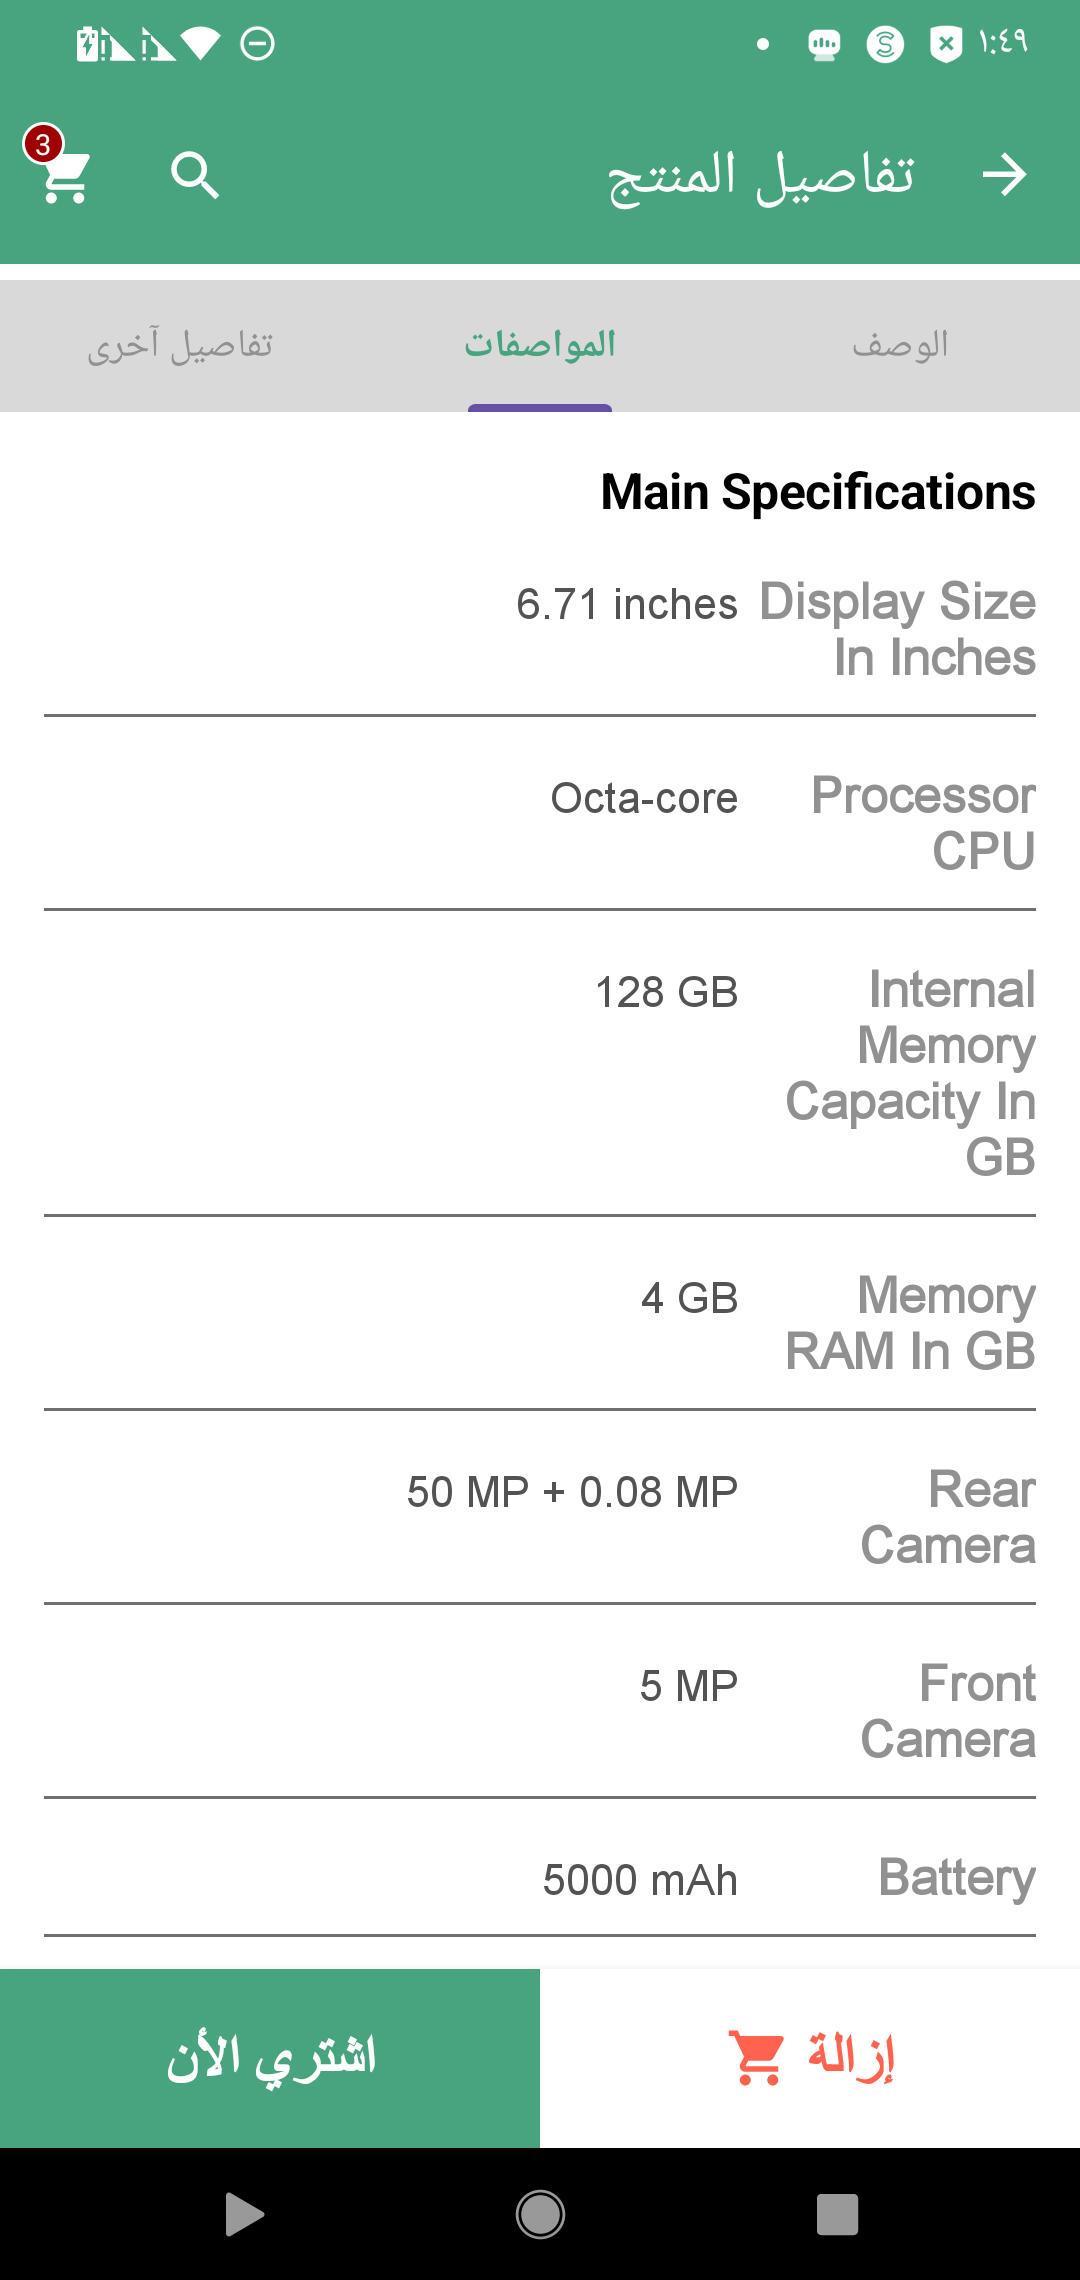 ١:٤٩
3
تفاصيل المنتج
الوصف
المواصفات
تفاصيل آخرى
Main Specifications
Display Size
In Inches
6.71 inches
Processor
CPU
Octa-core
Internal
Memory
Capacity In
GB
128 GB
Memory
RAM In GB
4 GB
Rear
Camera
50 MP + 0.08 MP
Front
Camera
5 MP
Battery
5000 mAh
إزالة
اشتري الأن